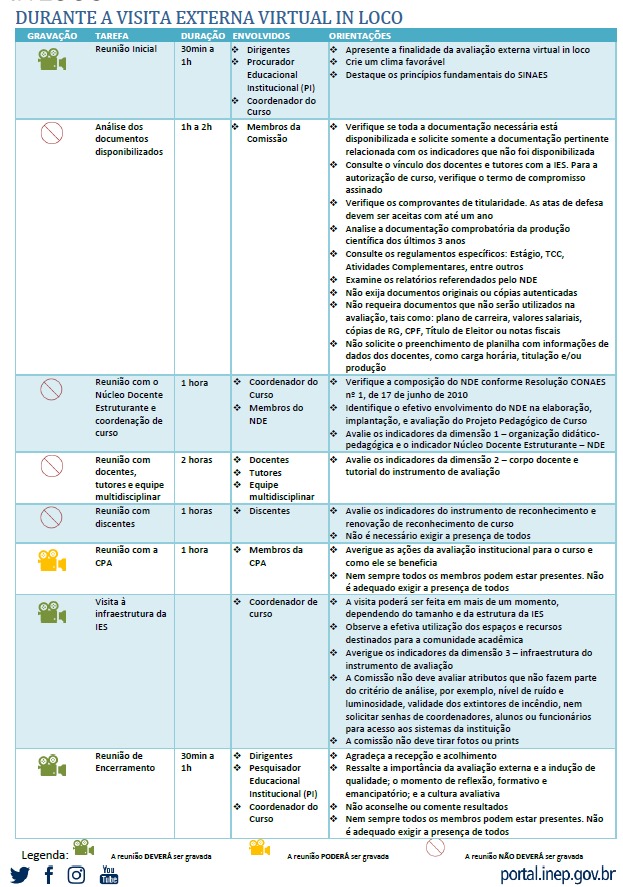 DURANTE A VISITA EXTERNA VIRTUAL IN LOCO
GRAVAÇÃO TAREFA DURAÇÃO ENVOLVIDOS ORIENTAÇÕES
Reunião Inicial
30min a
1h
❖ Dirigentes
❖ Procurador
Educacional
Institucional (PI)
❖ Coordenador do
Curso
❖ Apresente a finalidade da avaliação externa virtual in loco
❖ Crie um clima favorável
❖ Destaque os princípios fundamentais do SINAES
Análise dos
documentos
disponibilizados
1h a 2h
❖ Membros da
Comissão
❖ Verifique se toda a documentação necessária está
disponibilizada e solicite somente a documentação pertinente
relacionada com os indicadores que não foi disponibilizada
❖ Consulte o vínculo dos docentes e tutores com a IES. Para a
autorização de curso, verifique o termo de compromisso
assinado
❖ Verifique os comprovantes de titularidade. As atas de defesa
devem ser aceitas com até um ano
❖ Analise a documentação comprobatória da produção
científica dos últimos 3 anos
❖ Consulte os regulamentos específicos: Estágio, TCC,
Atividades Complementares, entre outros
❖ Examine os relatórios referendados pelo NDE
❖ Não exija documentos originais ou cópias autenticadas
❖ Não requeira documentos que não serão utilizados na
avaliação, tais como: plano de carreira, valores salariais,
cópias de RG, CPF, Título de Eleitor ou notas fiscais
❖ Não solicite o preenchimento de planilha com informações de
dados dos docentes, como carga horária, titulação e/ou
produção
Reunião com o
Núcleo Docente
Estruturante e
coordenação de
curso
1 hora
❖ Coordenador do
Curso
❖ Membros do
NDE
❖ Verifique a composição do NDE conforme Resolução CONAES
nº 1, de 17 de junho de 2010
❖ Identifique o efetivo envolvimento do NDE na elaboração,
implantação, e avaliação do Projeto Pedagógico de Curso
❖ Avalie os indicadores da dimensão 1 – organização didático-
pedagógica e o indicador Núcleo Docente Estruturante – NDE
Reunião com
docentes,
tutores e equipe
multidisciplinar
2 horas
❖ Docentes
❖ Tutores
❖ Equipe
multidisciplinar
❖ Avalie os indicadores da dimensão 2 – corpo docente e
tutorial do instrumento de avaliação
Reunião com
discentes
1 horas
❖ Discentes
❖ Avalie os indicadores do instrumento de reconhecimento e
renovação de reconhecimento de curso
❖ Não é necessário exigir a presença de todos
Reunião com a
CPA
1 hora
❖ Membros da
CPA
❖ Averigue as ações da avaliação institucional para o curso e
como ele se beneficia
❖ Nem sempre todos os membros podem estar presentes. Não
é adequado exigir a presença de todos
Visita à
infraestrutura da
IES
❖ Coordenador de
curso
❖ A visita poderá ser feita em mais de um momento,
dependendo do tamanho e da estrutura da IES
❖ Observe a efetiva utilização dos espaços e recursos
destinados para a comunidade acadêmica
❖ Averigue os indicadores da dimensão 3 – infraestrutura do
instrumento de avaliação
❖ A Comissão não deve avaliar atributos que não fazem parte
do critério de análise, por exemplo, nível de ruído e
luminosidade, validade dos extintores de incêndio, nem
solicitar senhas de coordenadores, alunos ou funcionários
para acesso aos sistemas da instituição
❖ A comissão não deve tirar fotos ou prints
Reunião de
Encerramento
30min a
1h
❖ Dirigentes
❖ Pesquisador
Educacional
Institucional (PI)
❖ Coordenador do
Curso
❖ Agradeça a recepção e acolhimento
❖ Ressalte a importância da avaliação externa e a indução de
qualidade; o momento de reflexão, formativo e
emancipatório; e a cultura avaliativa
❖ Não aconselhe ou comente resultados
❖ Nem sempre todos os membros podem estar presentes. Não
é adequado exigir a presença de todos
Legenda: A reunião DEVERÁ ser gravada A reunião PODERÁ ser gravada A reunião NÃO DEVERÁ ser gravada
You Tube
portal.inep.gov.br